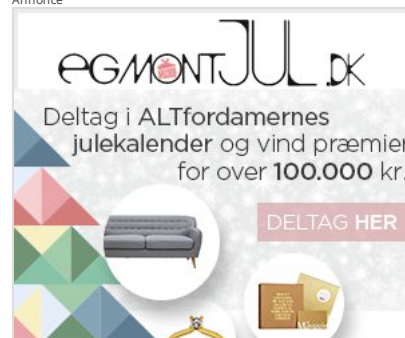 Annonce
egmontJUL.DK
Deltag i ALTfordamernes
julekalender og vind præmier
for over 100.000 kr.
DELTAG HER